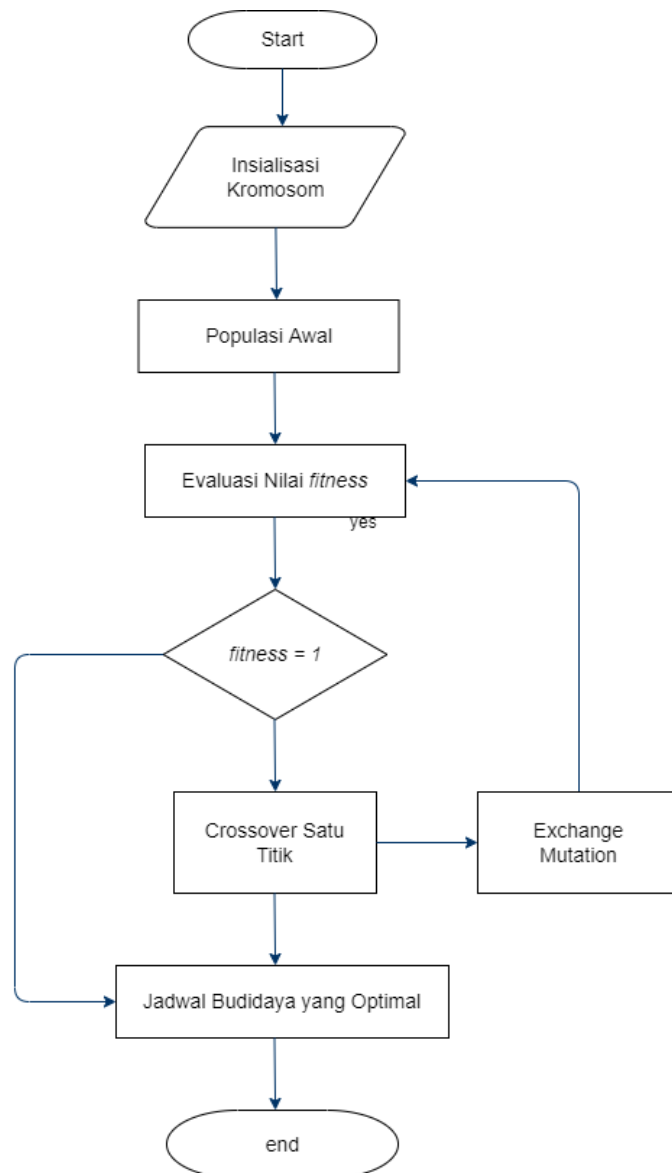 Start
Insialisasi
Kromosom
Populasi Awal
Evaluasi Nilai fitness
yes
fitness = 1
Crossover Satu
Titik
Exchange
Mutation
Jadwal Budidaya yang Optimal
end